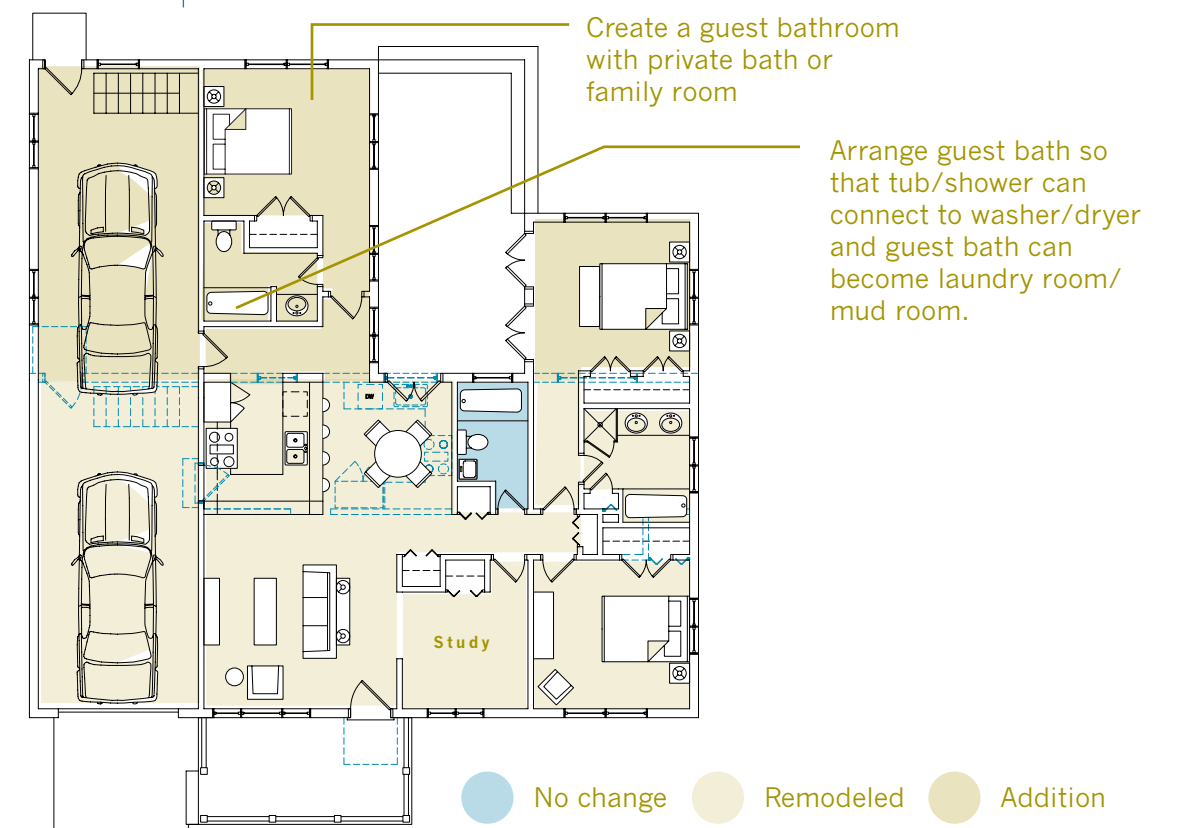 Create a guest bathroom
with private bath or
family room
Arrange guest bath so
that tub/shower can
connect to washer/dryer
and guest bath can
become laundry room/
mud room.
DW
Study
No change
Remodeled
Addition